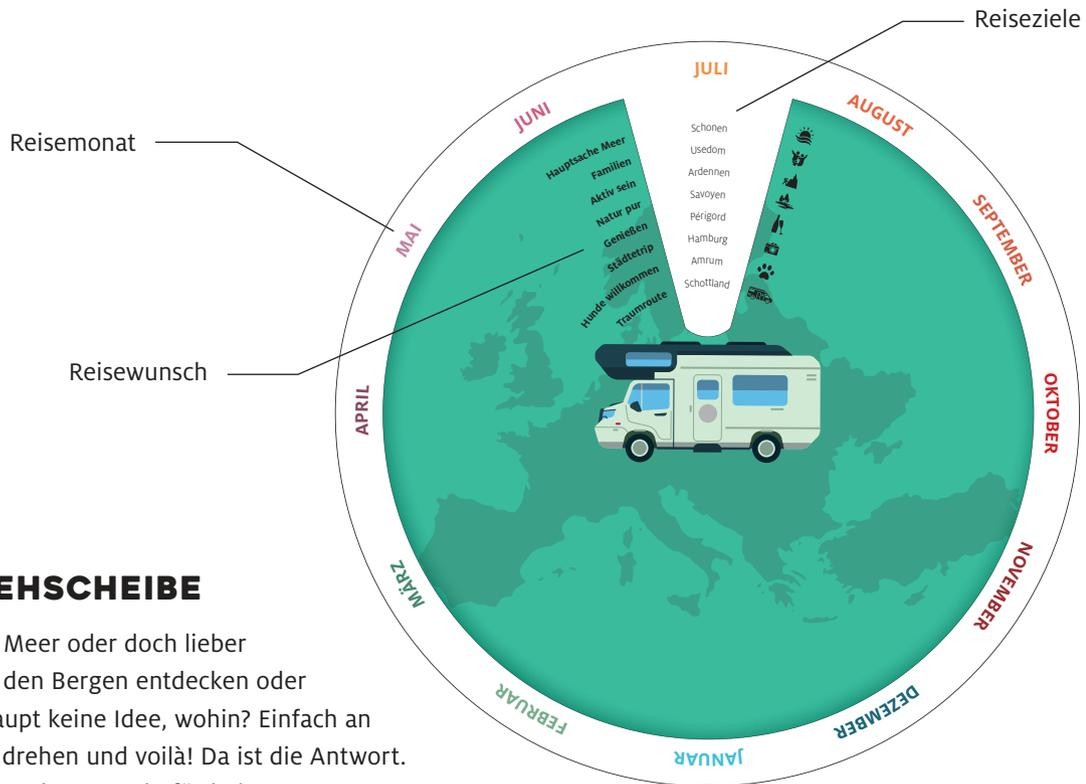 Reiseziele
Reisemonat
Reisewunsch
JULI
AUGUST
SEPTEMBER
OKTOBER
NOVEMBER
DEZEMBER
JANUAR
FEBRUAR
MÄRZ
APRIL
MAI
JUNI
Hauptsache Meer
Familien
Aktiv sein
Natur pur
Genießen
Städtetrip
Hunde willkommen
Traumroute
Schonen
Usedom
Ardennen
Savoyen
Périgord
Hamburg
Amrum
Schottland
EHSCHEIBE
Meer oder doch lieber
den Bergen entdecken oder
aupt keine Idee, wohin? Einfach an
drehen und voilà! Da ist die Antwort.